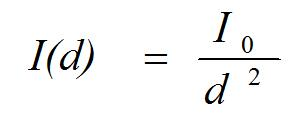 I(d) = I₀ / d²